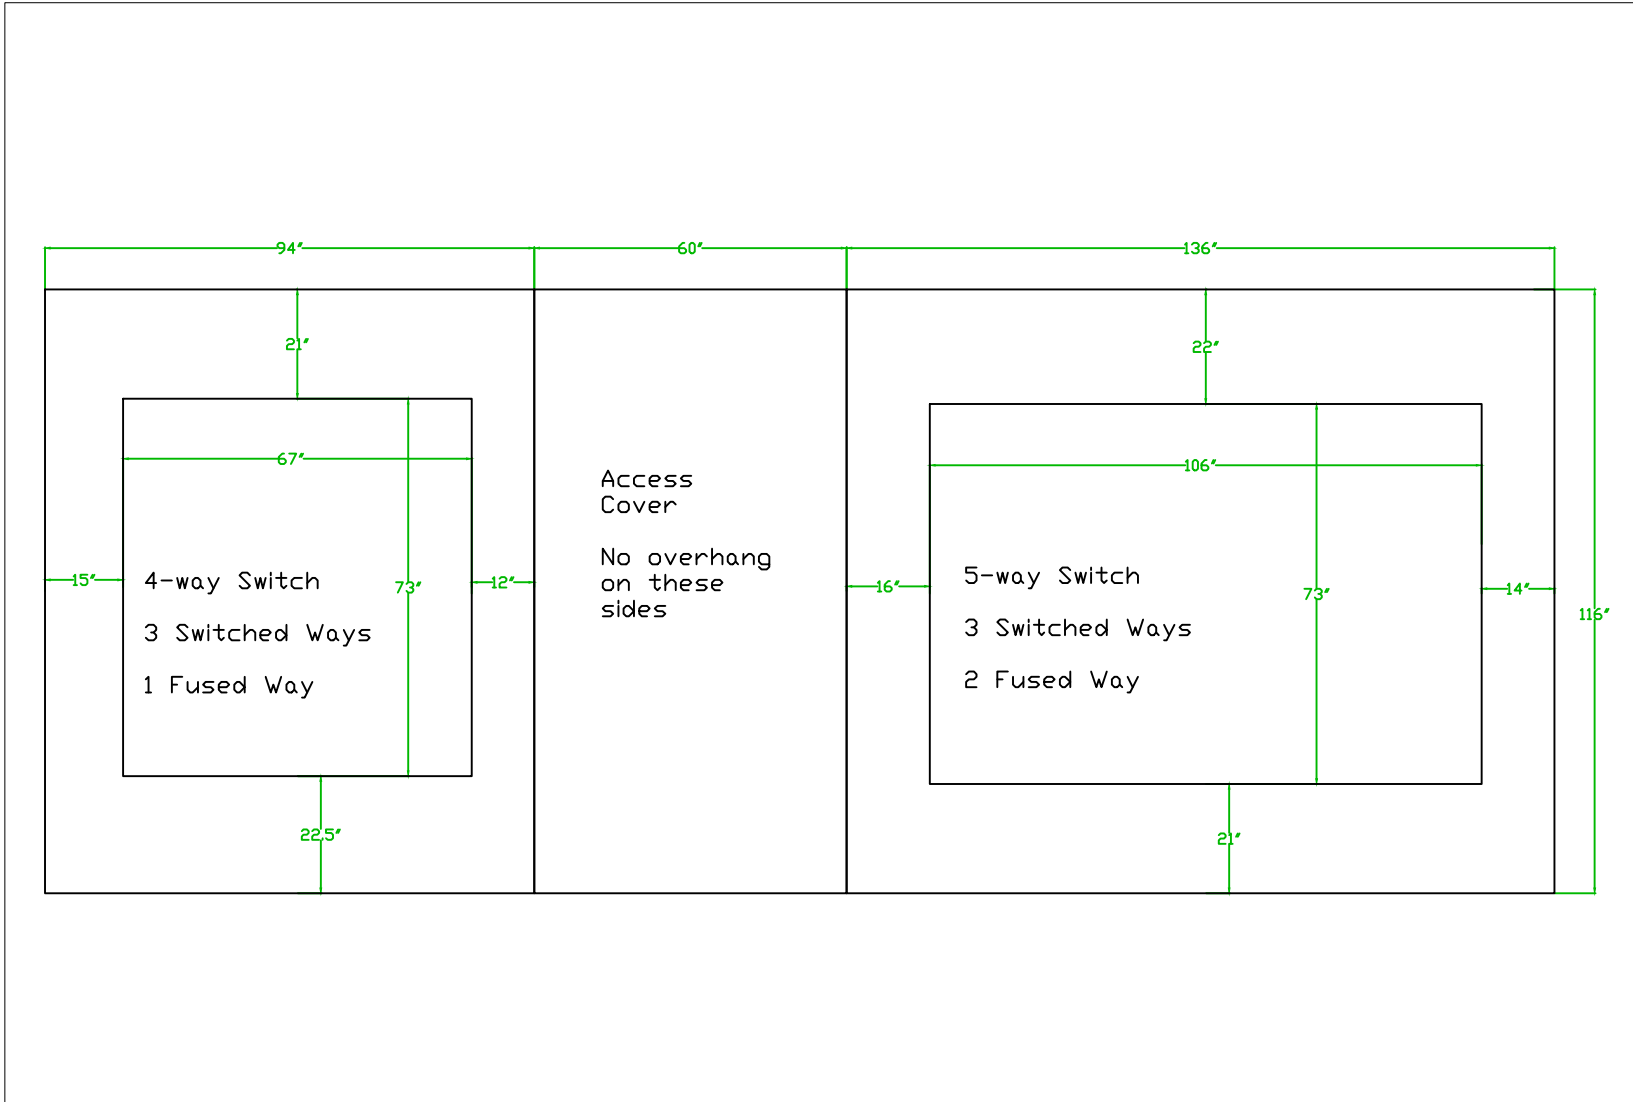 94"
60"
136"
21"
22"
67"
106"
Access
Cover
No overhang
on these
sides
15"
4-way Switch
73"
12"
16"
5-way Switch
73"
14"
116"
3 Switched Ways
3 Switched Ways
1 Fused Way
2 Fused Way
22.5"
21"